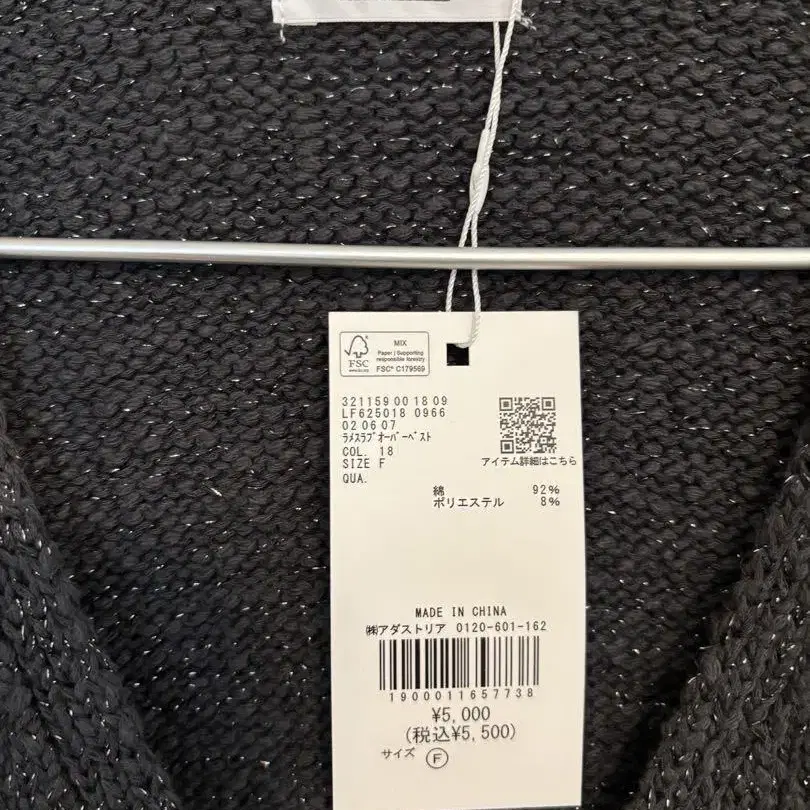 MIX
Paper | Supporting
responsible forestry
FSC® C179569
FSC
321159 00 18 09
LF625018 0966
02 06 07
ﾗﾒｽﾗﾌﾞｵｰﾊﾞｰﾍﾞｽﾄ
COL. 18
SIZE F
QUA.
アイテム詳細はこちら
綿 92%
ポリエステル 8%
MADE IN CHINA
㈱アダストリア 0120-601-162
1900011657738
¥5,000
(税込¥5,500)
サイズ F